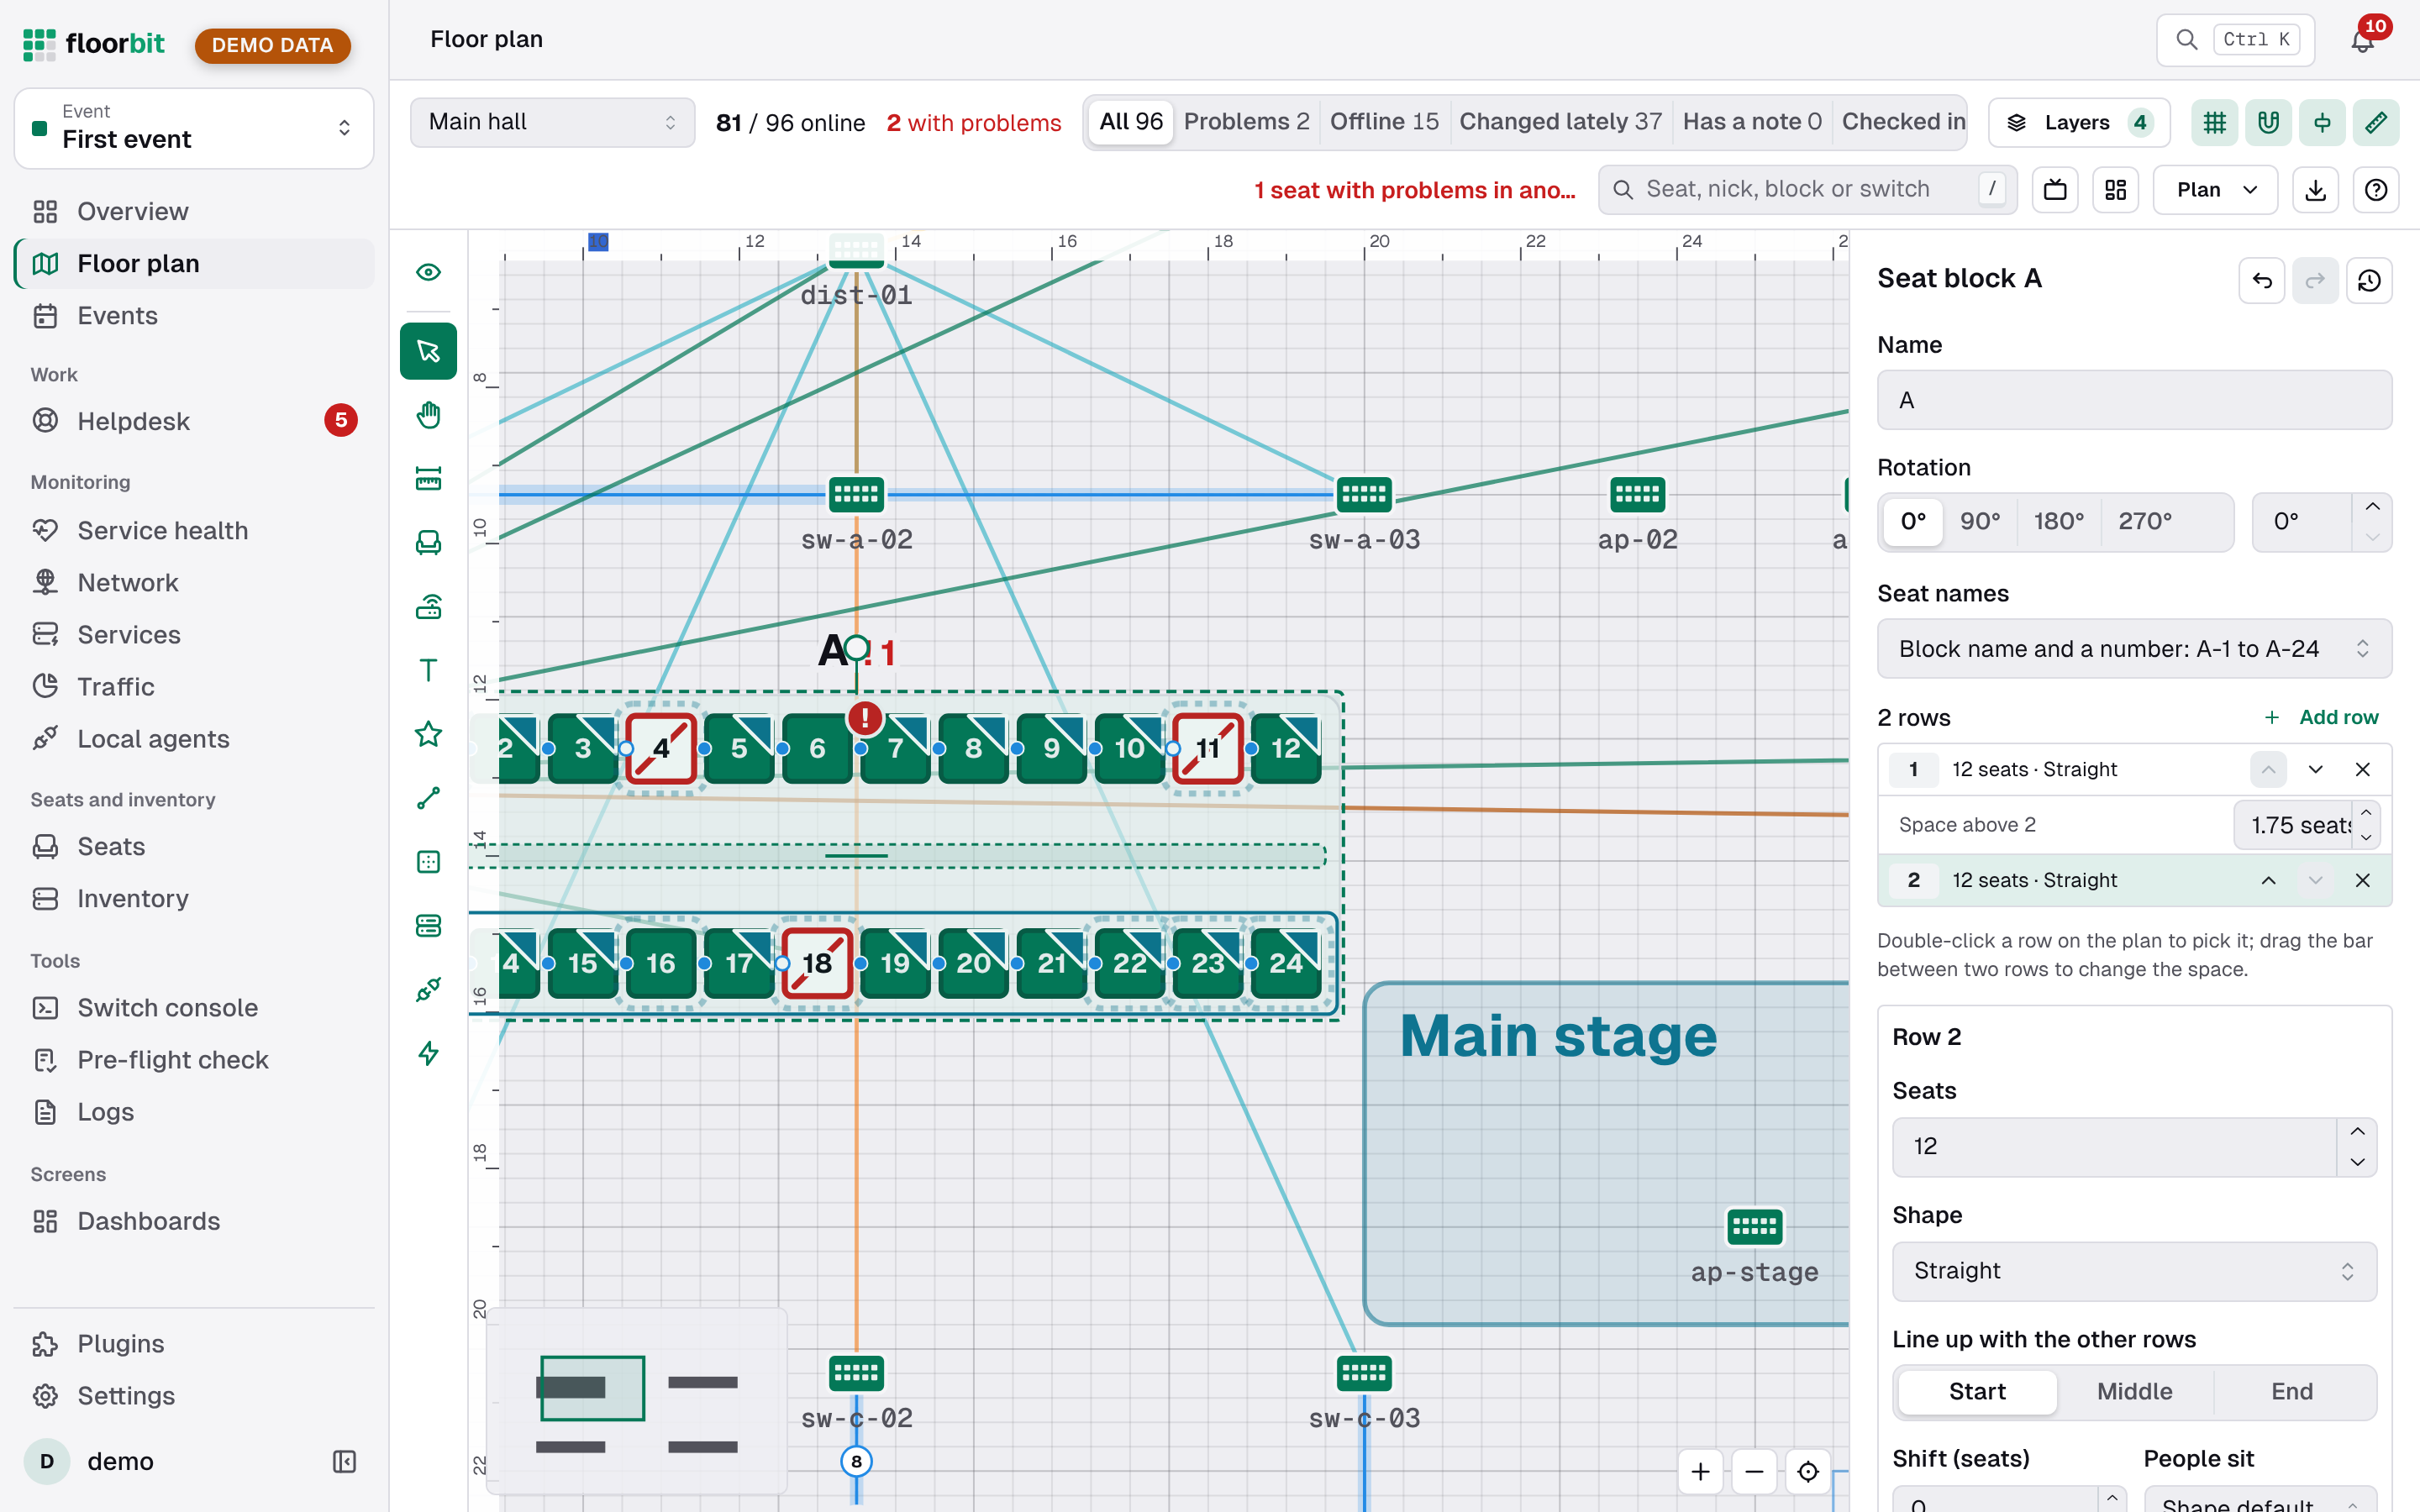 floorbit
DEMO DATA
Event
First event
Overview
Floor plan
Events
Work
Helpdesk
5
Monitoring
Service health
Network
Services
Traffic
Local agents
Seats and inventory
Seats
Inventory
Tools
Switch console
Pre-flight check
Logs
Screens
Dashboards
Plugins
Settings
D
demo
Floor plan
Ctrl K
10
Main hall
81 / 96 online
2 with problems
All 96
Problems 2
Offline 15
Changed lately 37
Has a note 0
Checked in
Layers 4
1 seat with problems in ano...
Seat, nick, block or switch
/
Plan
10 12 14 16 18 20 22 24
8
10
12
14
16
18
20
22
dist-01
sw-a-02
sw-a-03
ap-02
A ! 1
2 3 4 5 6 ! 7 8 9 10 11 12
15 16 17 18 19 20 21 22 23 24
Main stage
ap-stage
sw-c-02
sw-c-03
8
Seat block A
Name
A
Rotation
0° 90° 180° 270°
0°
Seat names
Block name and a number: A-1 to A-24
2 rows
+ Add row
1 12 seats · Straight
Space above 2
1.75 seats
2 12 seats · Straight
Double-click a row on the plan to pick it; drag the bar
between two rows to change the space.
Row 2
Seats
12
Shape
Straight
Line up with the other rows
Start Middle End
Shift (seats)
People sit
0
Shape default